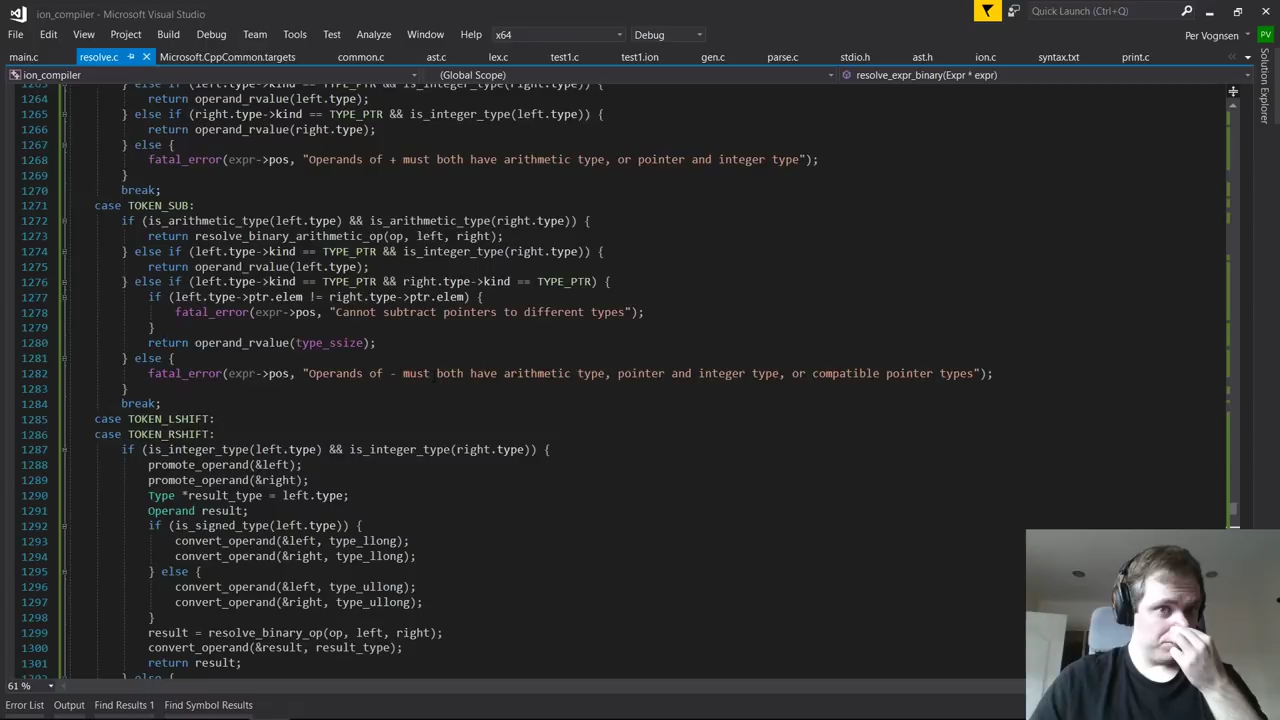 ion_compiler - Microsoft Visual Studio
Quick Launch (Ctrl+Q)
File Edit View Project Build Debug Team Tools Test Analyze Window Help x64 Debug Per Vognsen PV
main.c resolve.c Microsoft.CppCommon.targets common.c ast.c lex.c test1.c test1.ion gen.c parse.c stdio.h ast.h ion.c syntax.txt print.c
ion_compiler (Global Scope) resolve_expr_binary(Expr * expr)
Solution Explorer
} else if (left.type->kind == TYPE_PTR && is_integer_type(right.type)) {
1264 return operand_rvalue(left.type);
1265 } else if (right.type->kind == TYPE_PTR && is_integer_type(left.type)) {
1266 return operand_rvalue(right.type);
1267 } else {
1268 fatal_error(expr->pos, "Operands of + must both have arithmetic type, or pointer and integer type");
1269 }
1270 break;
1271 case TOKEN_SUB:
1272 if (is_arithmetic_type(left.type) && is_arithmetic_type(right.type)) {
1273 return resolve_binary_arithmetic_op(op, left, right);
1274 } else if (left.type->kind == TYPE_PTR && is_integer_type(right.type)) {
1275 return operand_rvalue(left.type);
1276 } else if (left.type->kind == TYPE_PTR && right.type->kind == TYPE_PTR) {
1277 if (left.type->ptr.elem != right.type->ptr.elem) {
1278 fatal_error(expr->pos, "Cannot subtract pointers to different types");
1279 }
1280 return operand_rvalue(type_ssize);
1281 } else {
1282 fatal_error(expr->pos, "Operands of - must both have arithmetic type, pointer and integer type, or compatible pointer types");
1283 }
1284 break;
1285 case TOKEN_LSHIFT:
1286 case TOKEN_RSHIFT:
1287 if (is_integer_type(left.type) && is_integer_type(right.type)) {
1288 promote_operand(&left);
1289 promote_operand(&right);
1290 Type *result_type = left.type;
1291 Operand result;
1292 if (is_signed_type(left.type)) {
1293 convert_operand(&left, type_llong);
1294 convert_operand(&right, type_llong);
1295 } else {
1296 convert_operand(&left, type_ullong);
1297 convert_operand(&right, type_ullong);
1298 }
1299 result = resolve_binary_op(op, left, right);
1300 convert_operand(&result, result_type);
1301 return result;
} else {
61 %
Error List Output Find Results 1 Find Symbol Results